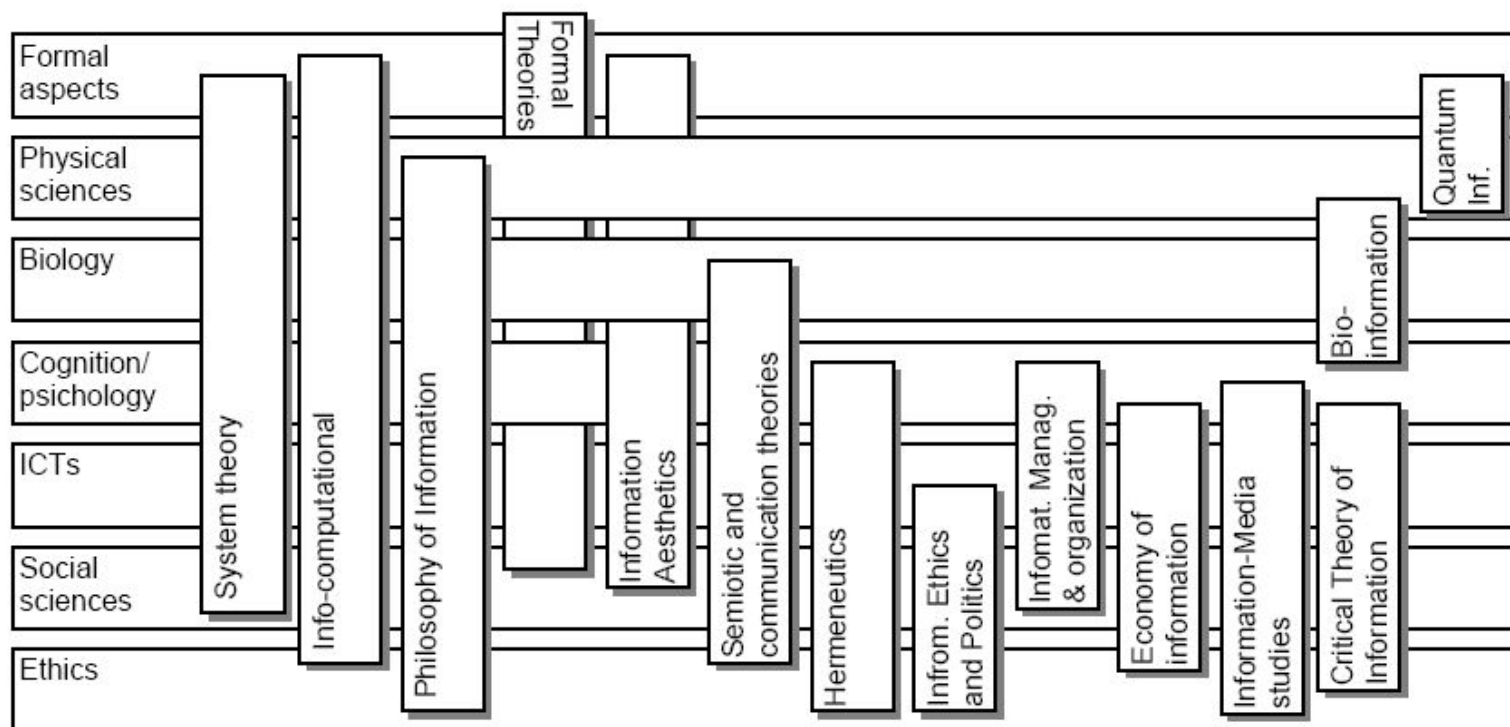 Formal
aspects
Physical
sciences
Biology
Cognition/
psichology
ICTs
Social
sciences
Ethics
System theory
Info-computational
Philosophy of Information
Formal
Theories
Information
Aesthetics
Semiotic and
communication theories
Hermeneutics
Infrom. Ethics
and Politics
Infomat. Manag.
& organization
Economy of
information
Information-Media
studies
Bio-
information
Critical Theory of
Information
Quantum
Inf.